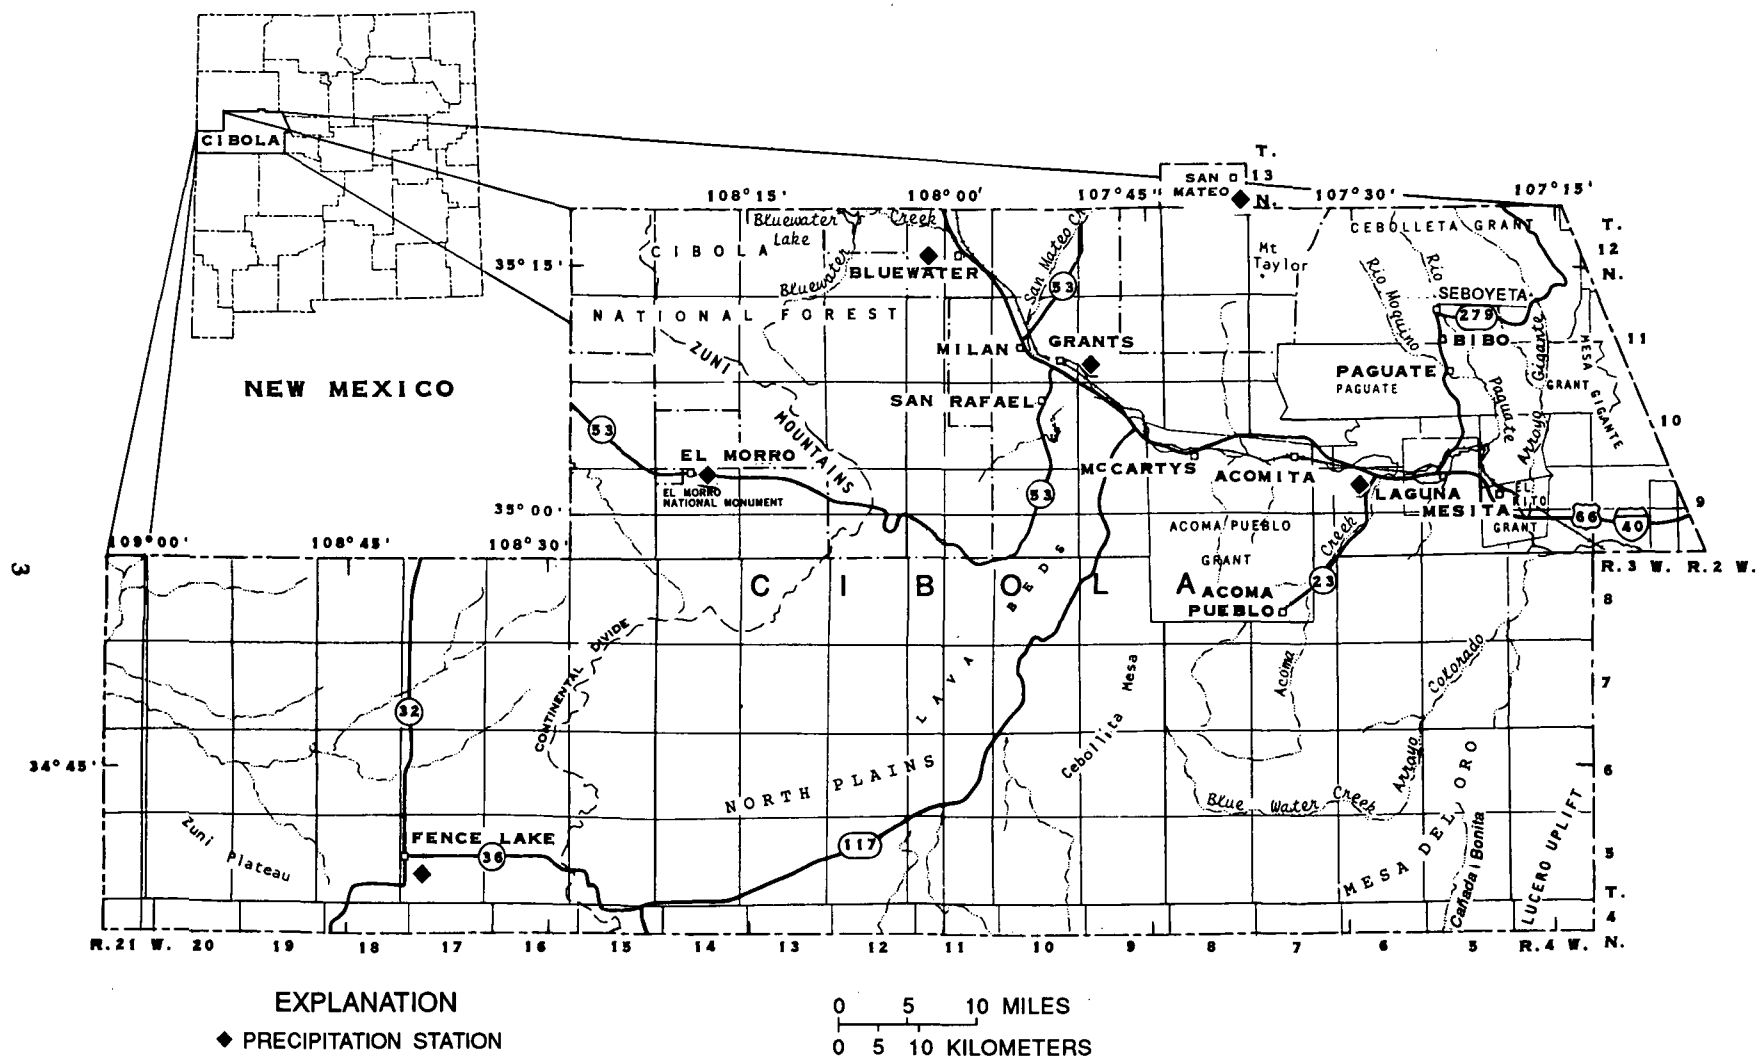 CIBOLA
NEW MEXICO
3
T.
13
N.
SAN
MATEO
108°15'
108°00'
107°45'
107°30'
107°15'
Bluewater
Lake
Creek
CIBOLA
Bluewater
35°15'
BLUEWATER
San Mateo Cr
53
Mt
Taylor
CEBOLLETA GRANT
T.
12
N.
Rio Moquino
Rio
SEBOYETA
279
BIBO
NATIONAL FOREST
MILAN
GRANTS
11
ZUNI
MOUNTAINS
PAGUATE
PAGUATE
Paguate
GRANT
Arroyo Gigante
MESA GIGANTE
SAN RAFAEL
10
53
EL MORRO
EL MORRO
NATIONAL MONUMENT
McCARTYS
ACOMITA
LAGUNA
MESITA
EL
RITO
GRANT
66
40
9
53
35°00'
ACOMA PUEBLO
GRANT
Creek
23
109°00'
108°45'
108°30'
R.3 W. R.2 W.
CIBOLA
ACOMA
PUEBLO
8
CONTINENTAL DIVIDE
LAVA BEDS
Cebollita Mesa
Acoma
Arroyo Colorado
7
32
34°45'
NORTH PLAINS
Blue Water Creek
MESA DEL ORO
6
Zuni Plateau
FENCE LAKE
36
117
Cañada Bonita
LUCERO UPLIFT
5
T.
4
N.
R.21 W. 20 19 18 17 16 15 14 13 12 11 10 9 8 7 6 5 R.4 W.
EXPLANATION
PRECIPITATION STATION
0 5 10 MILES
0 5 10 KILOMETERS